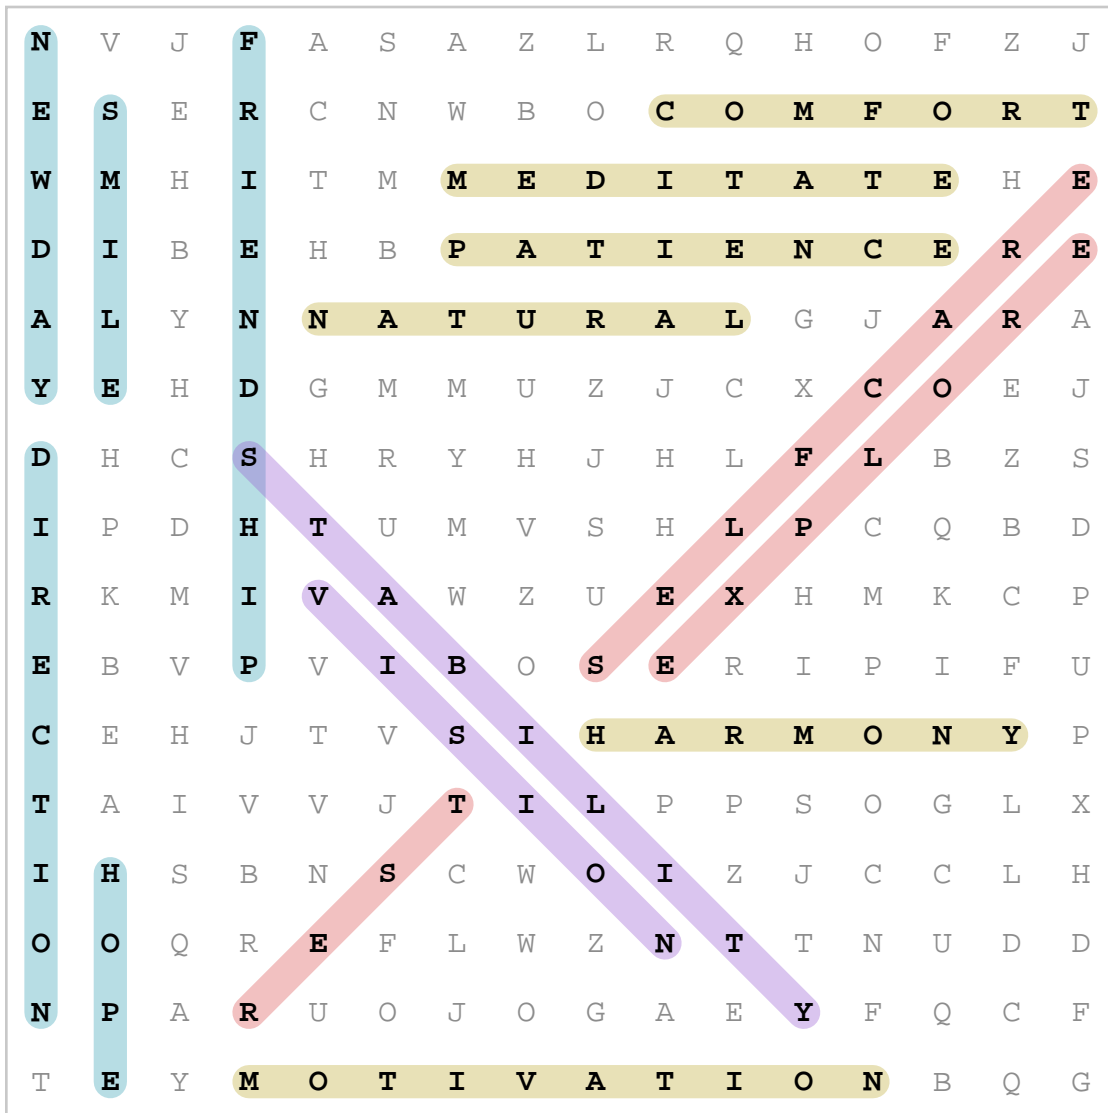 N V J F A S A Z L R Q H O F Z J
E S E R C N W B O C O M F O R T
W M H I T M M E D I T A T E H E
D I B E H B P A T I E N C E R E
A L Y N N A T U R A L G J A R A
Y E H D G M M U Z J C X C O E J
D H C S H R Y H J H L F L B Z S
I P D H T U M V S H L P C Q B D
R K M I V A W Z U E X H M K C P
E B V P V I B O S E R I P I F U
C E H J T V S I H A R M O N Y P
T A I V V J T I L P P S O G L X
I H S B N S C W O I Z J C C L H
O O Q R E F L W Z N T T N U D D
N P A R U O J O G A E Y F Q C F
T E Y M O T I V A T I O N B Q G